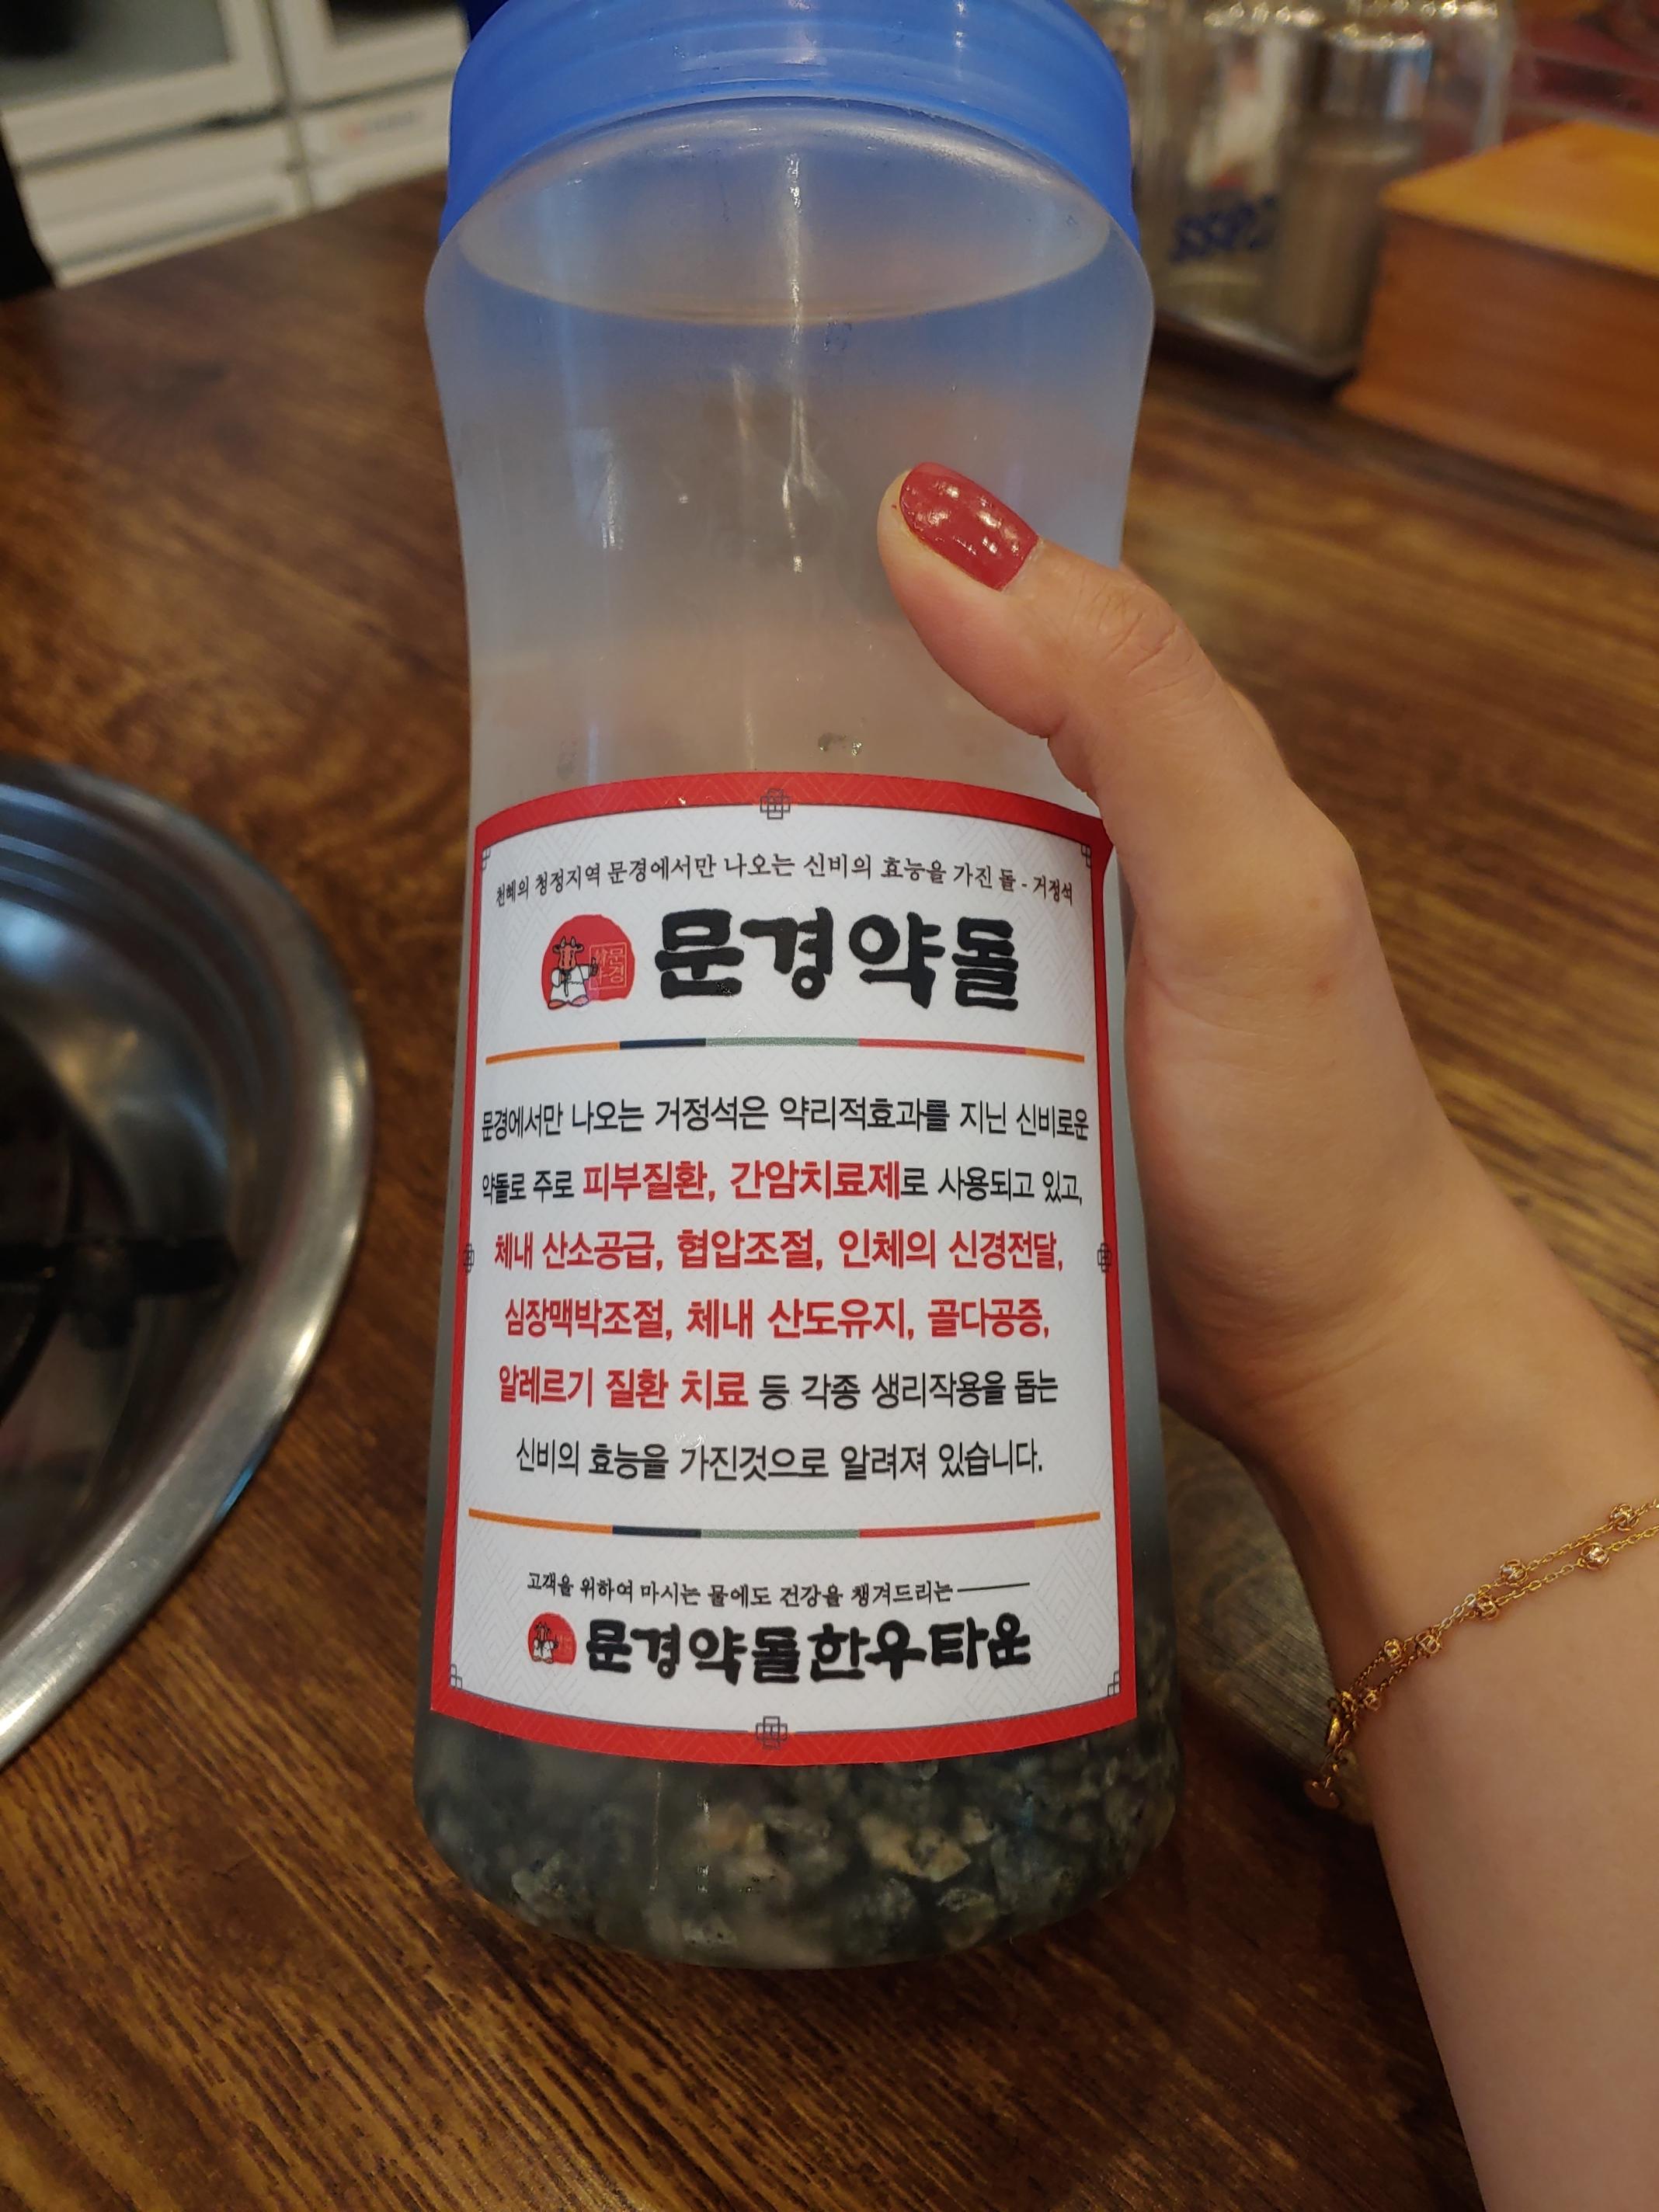 천혜의 청정지역 문경에서만 나오는 신비의 효능을 가진 돌 - 거정석
문경약돌
문경에서만 나오는 거정석은 약리적효과를 지닌 신비로운
약돌로 주로 피부질환, 간암치료제로 사용되고 있고,
체내 산소공급, 협압조절, 인체의 신경전달,
심장맥박조절, 체내 산도유지, 골다공증,
알레르기 질환 치료 등 각종 생리작용을 돕는
신비의 효능을 가진것으로 알려져 있습니다.
고객을 위하여 마시는 물에도 건강을 챙겨드리는
문경약돌한우타운